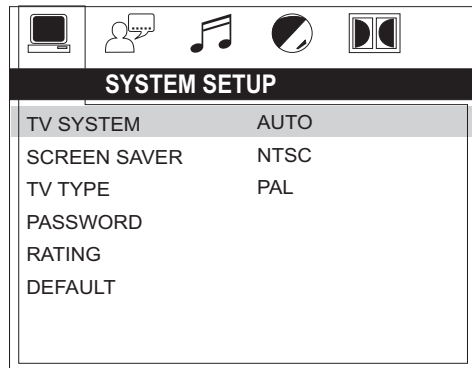 SYSTEM SETUP
TV SYSTEM AUTO
SCREEN SAVER NTSC
TV TYPE PAL
PASSWORD
RATING
DEFAULT